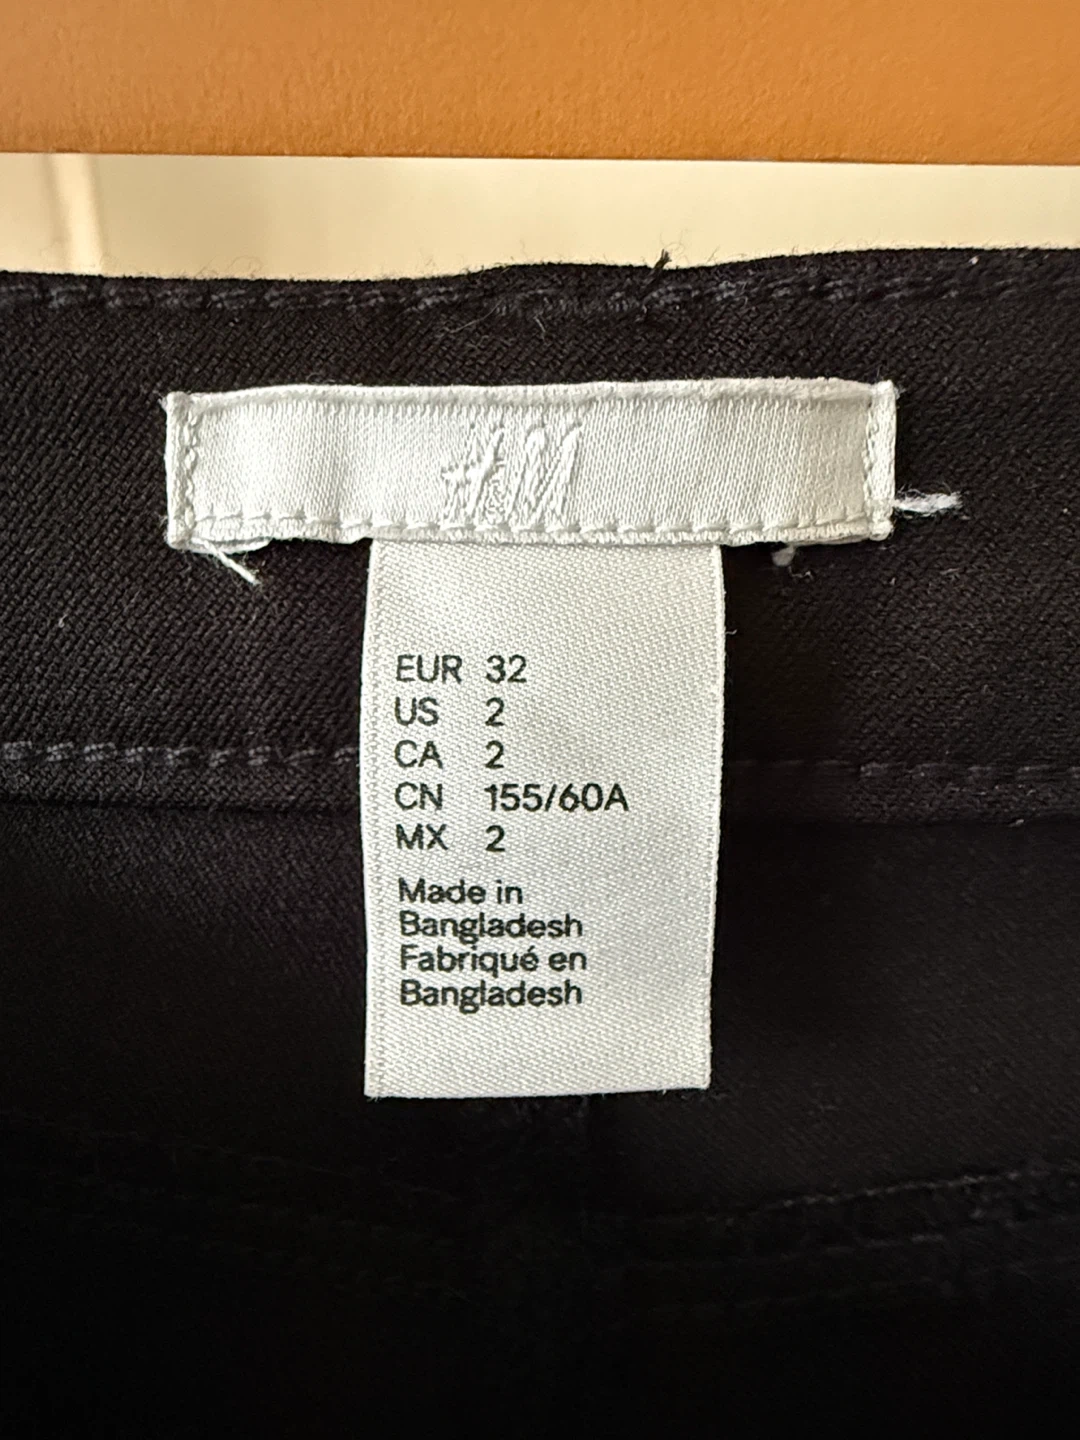 H&M
EUR 32
US 2
CA 2
CN 155/60A
MX 2
Made in
Bangladesh
Fabriqué en
Bangladesh